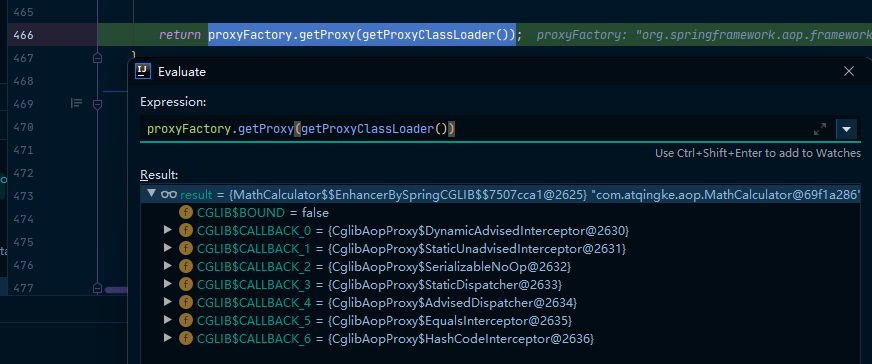 465
466 return proxyFactory.getProxy(getProxyClassLoader()); proxyFactory: "org.springframework.aop.framework
467 }
468
469
470
471
472
473
474
475
476
477
IJ Evaluate
Expression:
proxyFactory.getProxy(getProxyClassLoader())
Use Ctrl+Shift+Enter to add to Watches
Result:
result = {MathCalculator$$EnhancerBySpringCGLIB$$7507cca1@2625} "com.atqingke.aop.MathCalculator@69f1a286"
f CGLIB$BOUND = false
f CGLIB$CALLBACK_0 = {CglibAopProxy$DynamicAdvisedInterceptor@2630}
f CGLIB$CALLBACK_1 = {CglibAopProxy$StaticUnadvisedInterceptor@2631}
f CGLIB$CALLBACK_2 = {CglibAopProxy$SerializableNoOp@2632}
f CGLIB$CALLBACK_3 = {CglibAopProxy$StaticDispatcher@2633}
f CGLIB$CALLBACK_4 = {CglibAopProxy$AdvisedDispatcher@2634}
f CGLIB$CALLBACK_5 = {CglibAopProxy$EqualsInterceptor@2635}
f CGLIB$CALLBACK_6 = {CglibAopProxy$HashCodeInterceptor@2636}